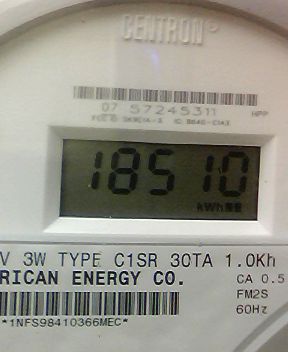 CENTRON®
07 57245311 HPP
18510
kWh
V 3W TYPE C1SR 30TA 1.0Kh
RICAN ENERGY CO. CA 0.5
FM2S
60Hz
*1NFS98410366MEC*